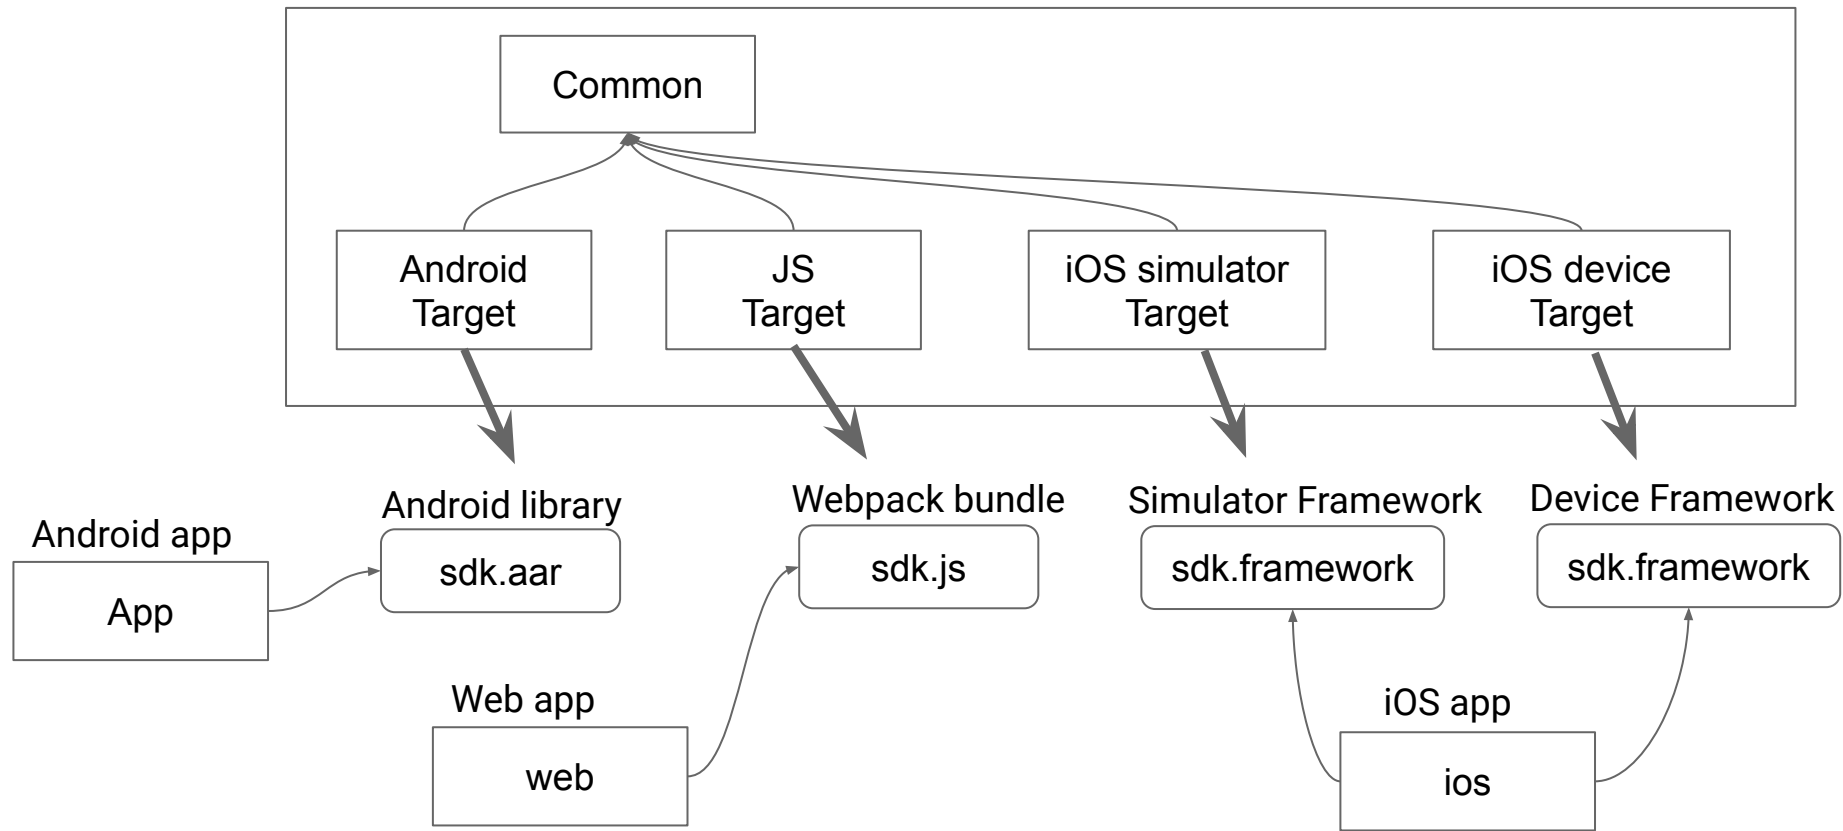 Common
Android
Target
JS
Target
iOS simulator
Target
iOS device
Target
Android library
sdk.aar
Webpack bundle
sdk.js
Simulator Framework
sdk.framework
Device Framework
sdk.framework
Android app
App
Web app
web
iOS app
ios